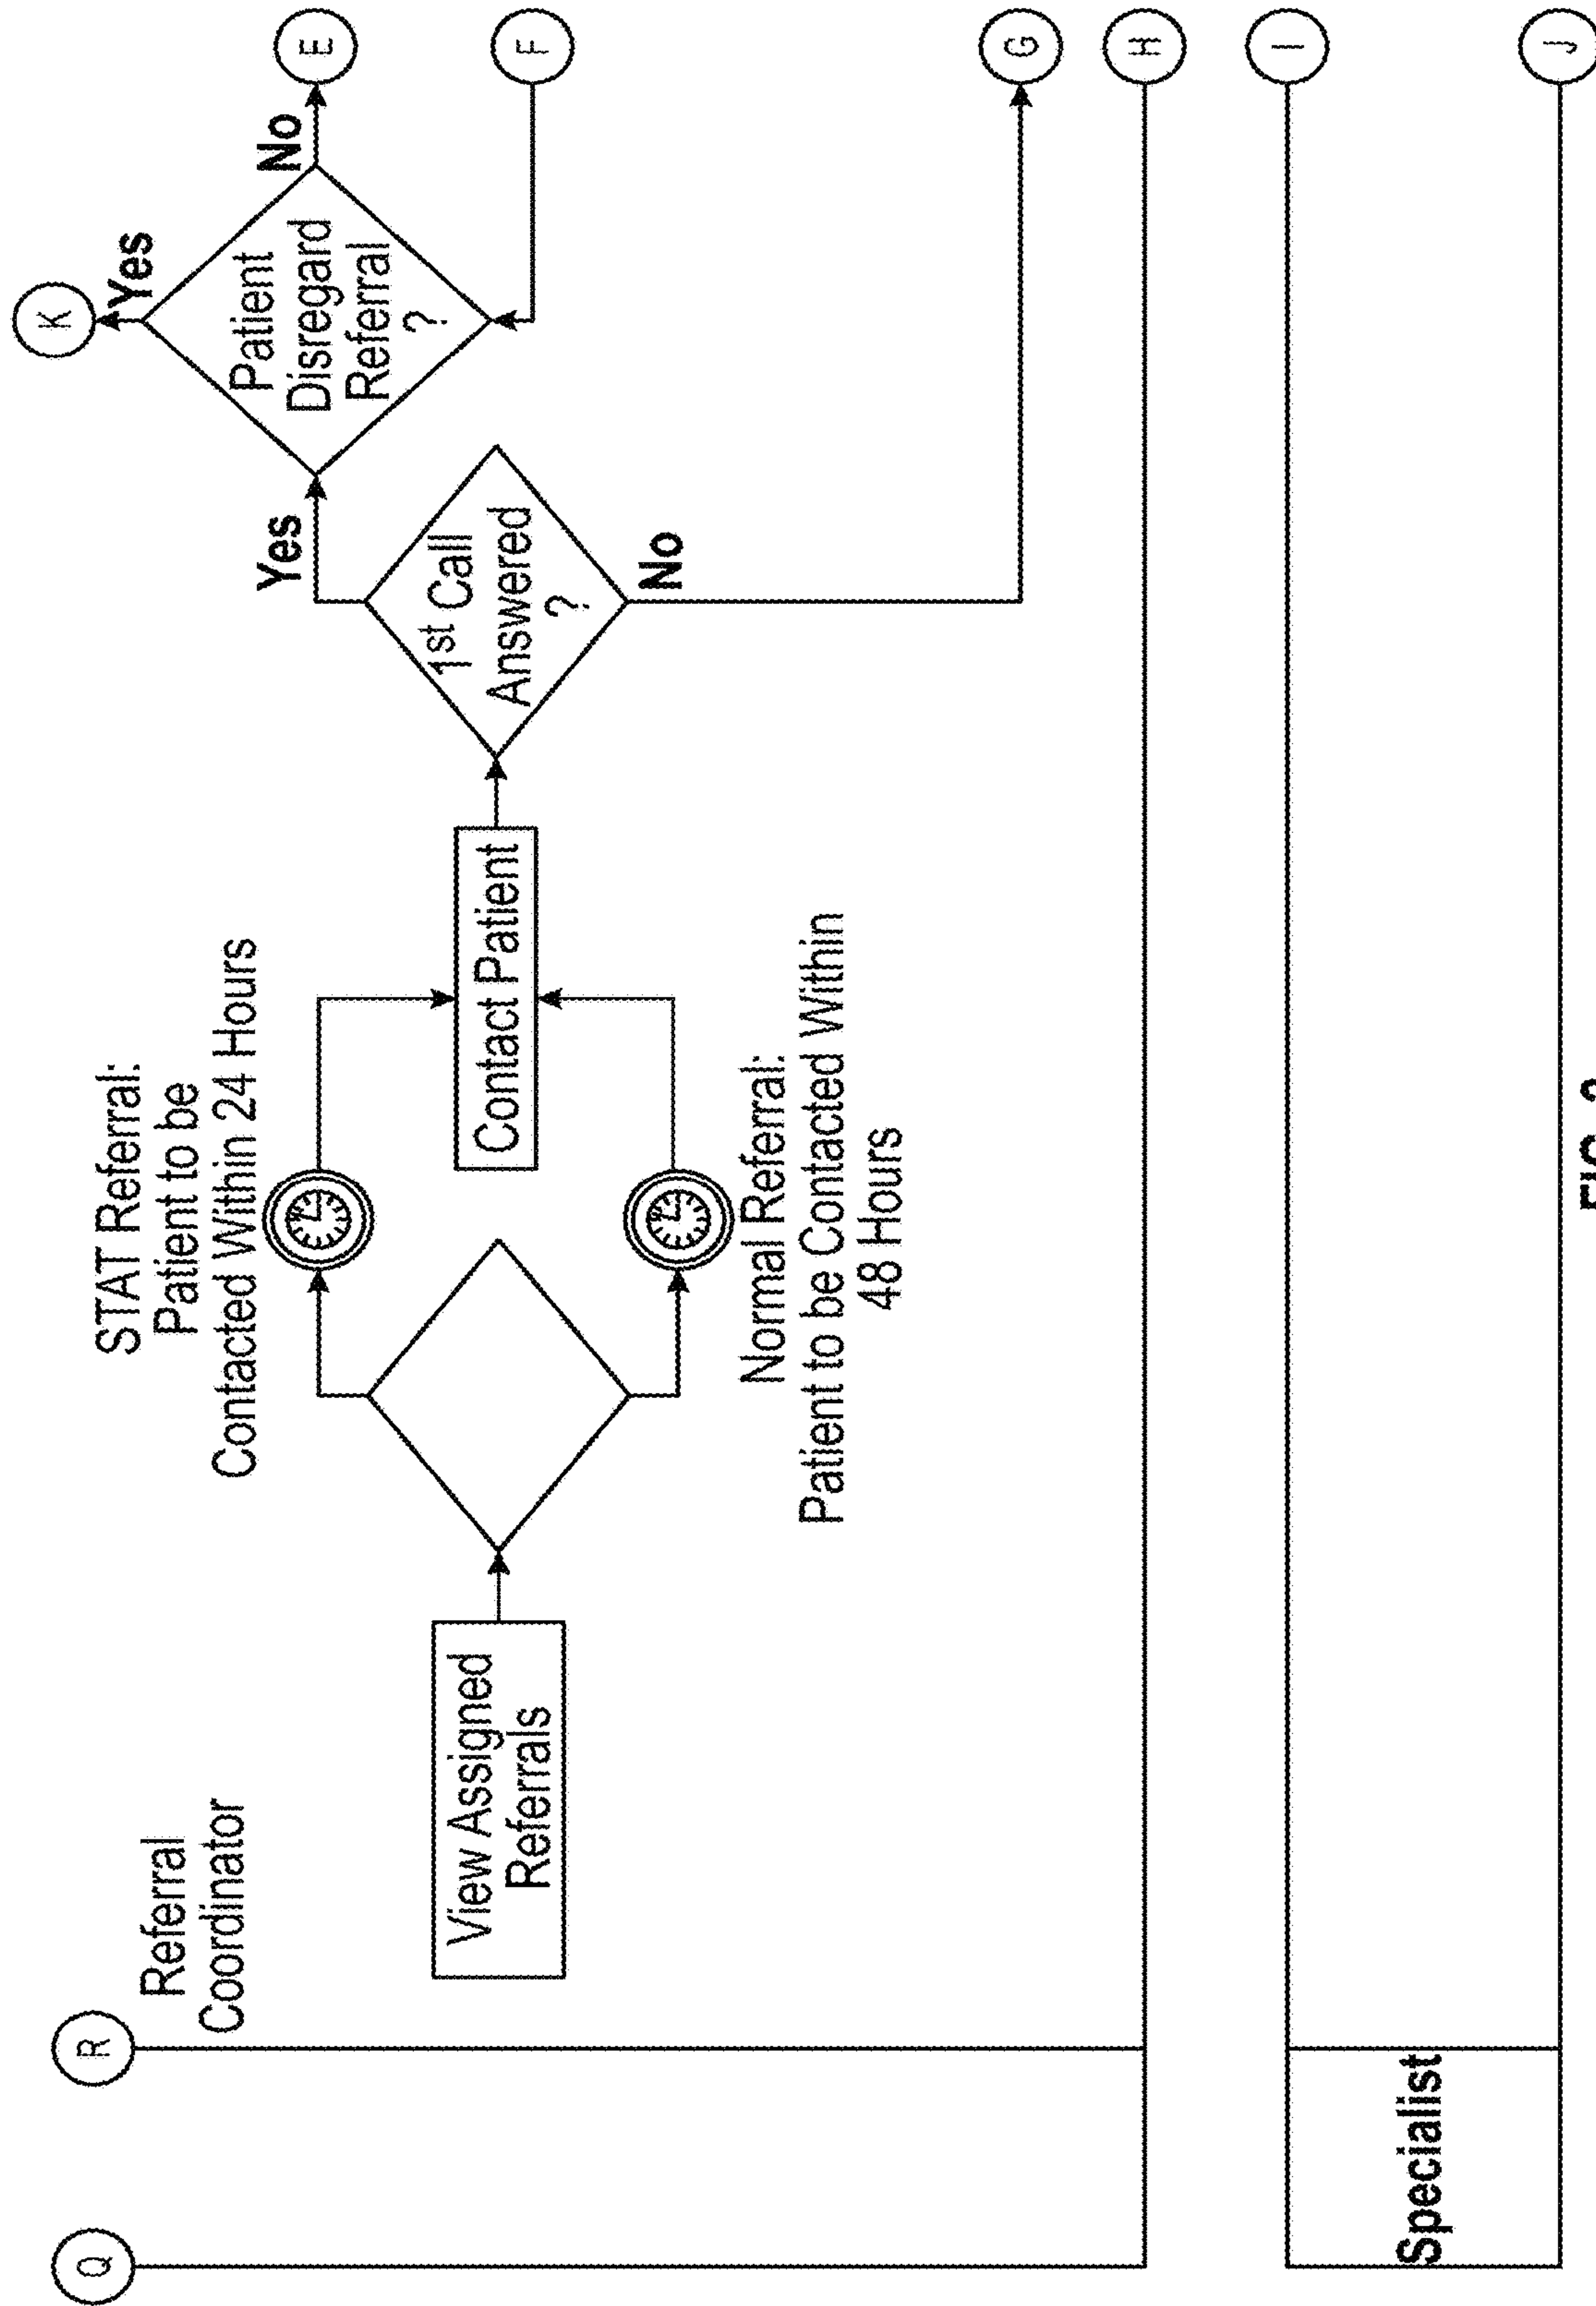 Q
R
Referral
Coordinator
View Assigned
Referrals
STAT Referral:
Patient to be
Contacted Within 24 Hours
Normal Referral:
Patient to be Contacted Within
48 Hours
Contact Patient
1st Call
Answered
?
Yes
No
Patient
Disregard
Referral
?
Yes
No
K
E
F
G
H
I
J
Specialist